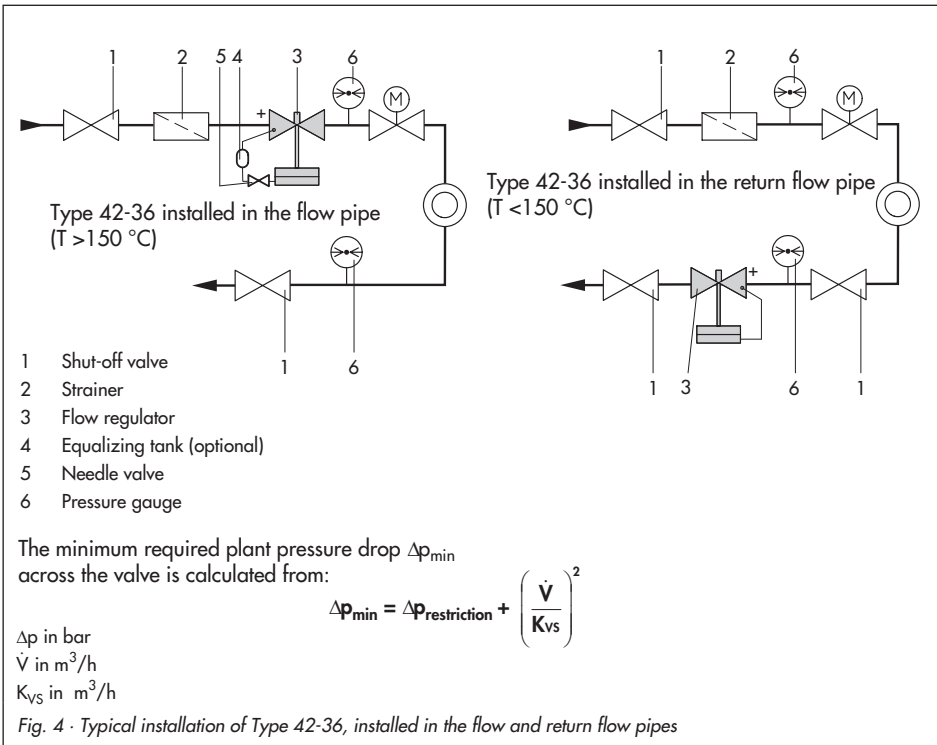 1 2 5 4 3 6
M
+
Type 42-36 installed in the flow pipe
(T >150 °C)
1 6
1 2 6
M
Type 42-36 installed in the return flow pipe
(T <150 °C)
+
1 3 6 1
1 Shut-off valve
2 Strainer
3 Flow regulator
4 Equalizing tank (optional)
5 Needle valve
6 Pressure gauge
The minimum required plant pressure drop Δpmin
across the valve is calculated from:
Δpmin = Δprestriction + (V̇ / Kvs)²
Δp in bar
V̇ in m³/h
KVS in m³/h
Fig. 4 · Typical installation of Type 42-36, installed in the flow and return flow pipes